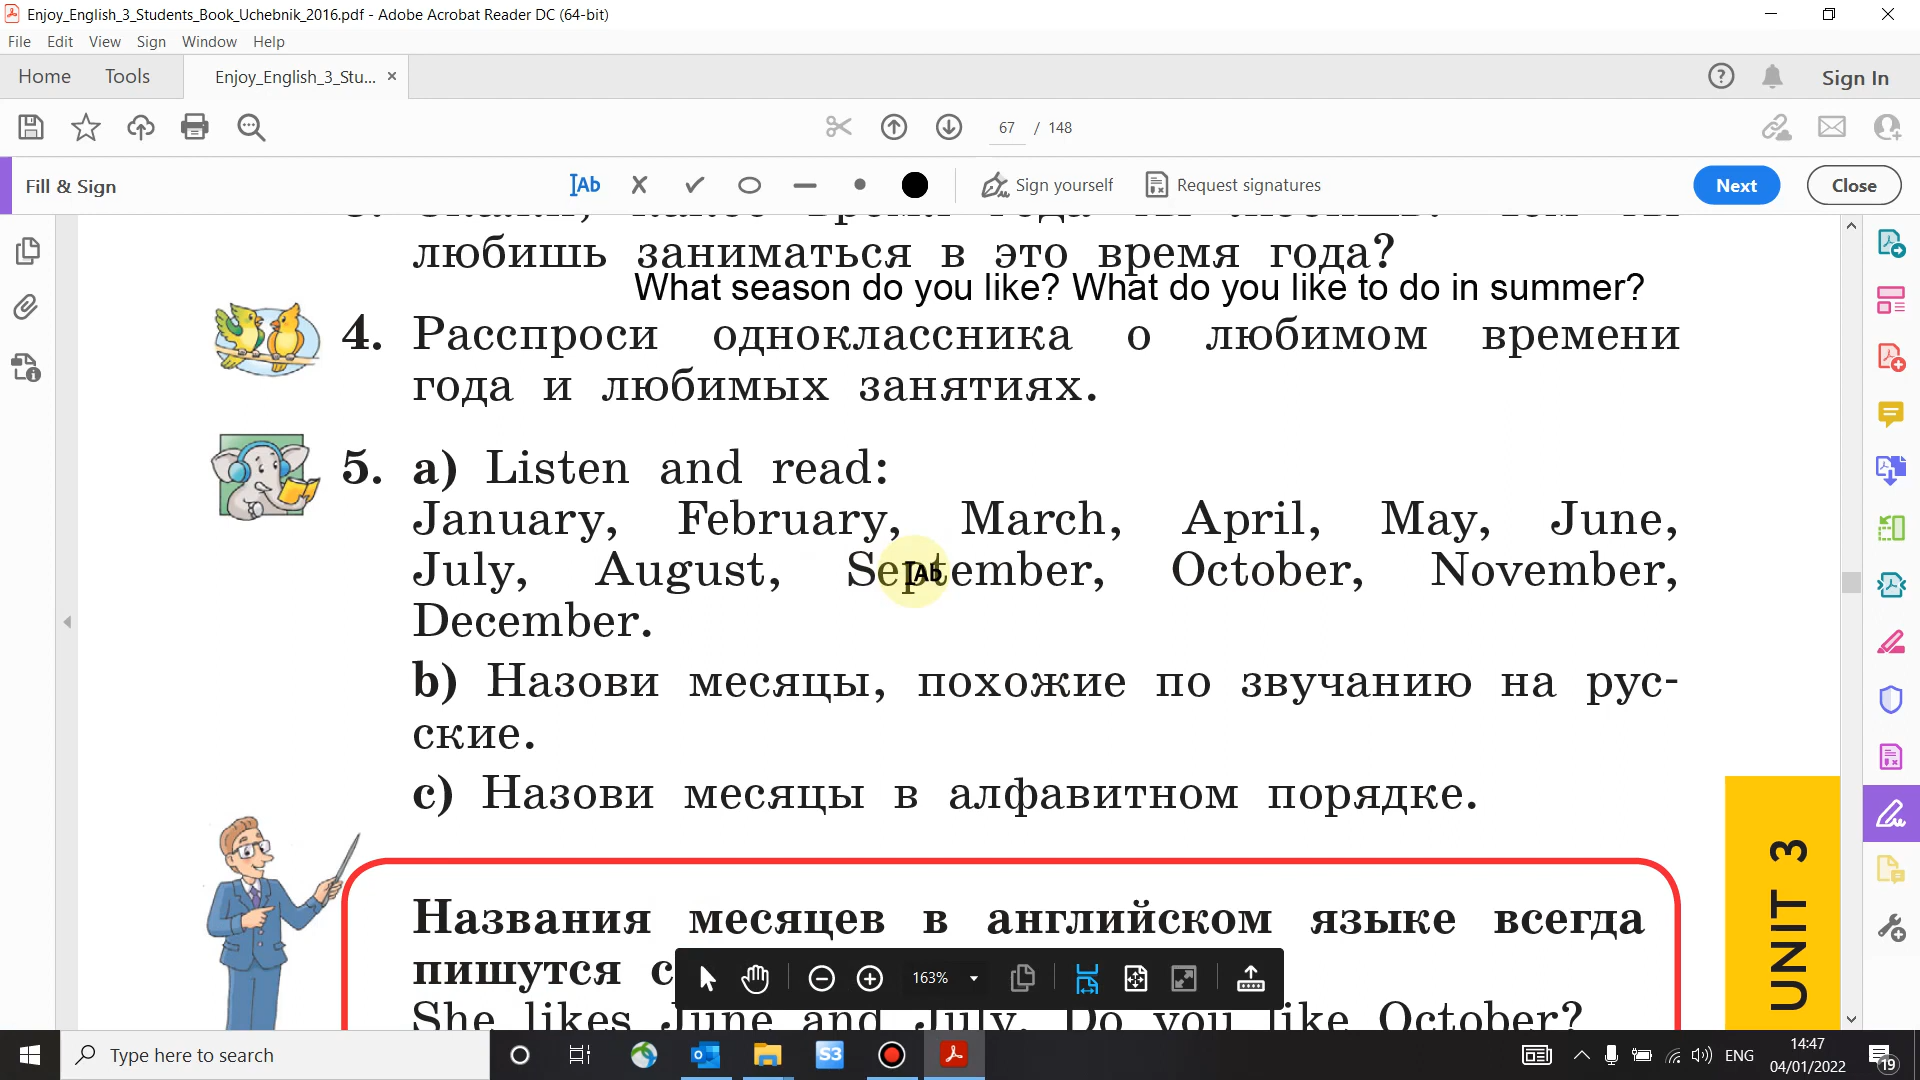 Enjoy_English_3_Students_Book_Uchebnik_2016.pdf - Adobe Acrobat Reader DC (64-bit)
File Edit View Sign Window Help
Home Tools Enjoy_English_3_Stu... × Sign In
67 / 148
Fill & Sign Ab Sign yourself Request signatures Next Close
любишь заниматься в это время года?
What season do you like? What do you like to do in summer?
4. Расспроси одноклассника о любимом времени
года и любимых занятиях.
5. a) Listen and read:
January, February, March, April, May, June,
July, August, September, October, November,
December.
b) Назови месяцы, похожие по звучанию на рус-
ские.
c) Назови месяцы в алфавитном порядке.
Названия месяцев в английском языке всегда
пишутся с
She likes June and July. Do you like October?
UNIT 3
163%
Type here to search
S3
ENG
14:47
04/01/2022
19